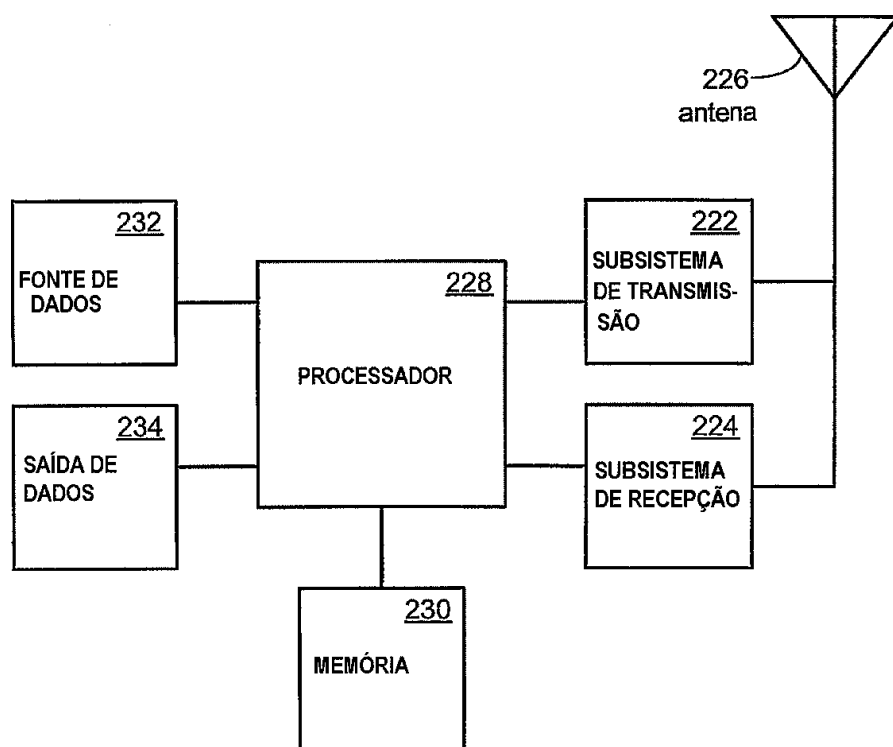 226
antena
232
FONTE DE
DADOS
228
PROCESSADOR
222
SUBSISTEMA
DE TRANSMIS-
SÃO
234
SAÍDA DE
DADOS
224
SUBSISTEMA
DE RECEPÇÃO
230
MEMÓRIA